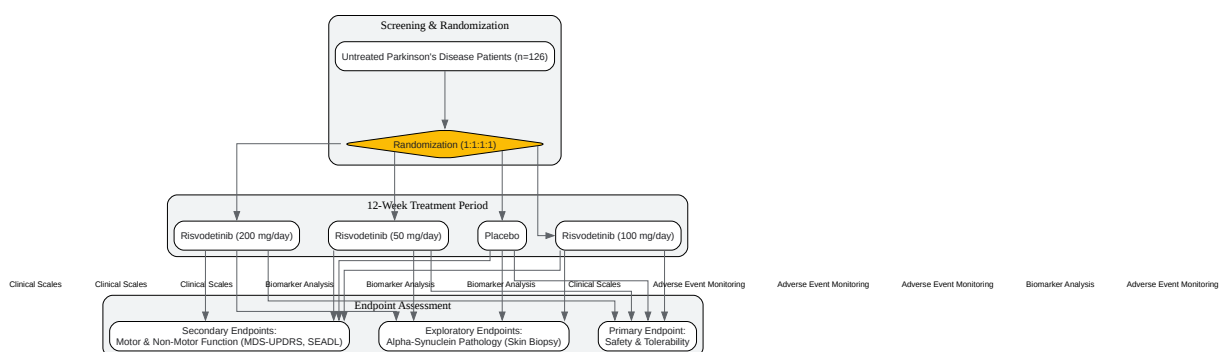 Screening & Randomization
Untreated Parkinson's Disease Patients (n=126)
Randomization (1:1:1:1)
12-Week Treatment Period
Risvodetinib (200 mg/day)
Risvodetinib (50 mg/day)
Placebo
Risvodetinib (100 mg/day)
Clinical Scales
Clinical Scales
Clinical Scales
Biomarker Analysis
Biomarker Analysis
Biomarker Analysis
Clinical Scales
Adverse Event Monitoring
Adverse Event Monitoring
Adverse Event Monitoring
Biomarker Analysis
Adverse Event Monitoring
Endpoint Assessment
Secondary Endpoints:
Motor & Non-Motor Function (MDS-UPDRS, SEADL)
Exploratory Endpoints:
Alpha-Synuclein Pathology (Skin Biopsy)
Primary Endpoint:
Safety & Tolerability